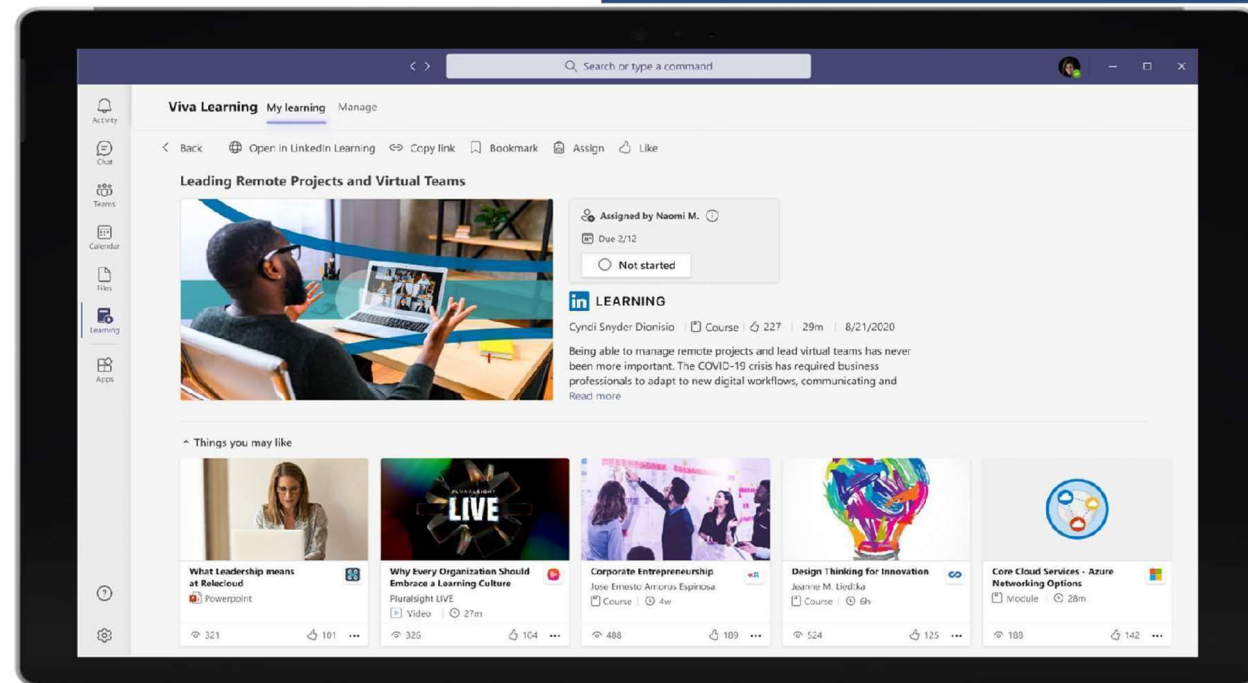 Search or type a command
Activity
Chat
Teams
Calendar
Files
Learning
Apps
Viva Learning My learning Manage
Back Open in LinkedIn Learning Copy link Bookmark Assign Like
Leading Remote Projects and Virtual Teams
Assigned by Naomi M.
Due 2/12
Not started
in LEARNING
Cyndi Snyder Dionisio | Course | 227 | 29m | 8/21/2020
Being able to manage remote projects and lead virtual teams has never
been more important. The COVID-19 crisis has required business
professionals to adapt to new digital workflows, communicating and
Read more
Things you may like
PLURALSIGHT
LIVE
What Leadership means
at Relecloud
Powerpoint
321 101 ...
Why Every Organization Should
Embrace a Learning Culture
Pluralsight LIVE
Video | 27m
326 104 ...
Corporate Entrepreneurship
Jose Ernesto Amoros Espinosa
Course | 4w
488 189 ...
Design Thinking for Innovation
Jeanne M. Liedtka
Course | 6h
524 125 ...
Core Cloud Services - Azure
Networking Options
Module | 28m
188 142 ...